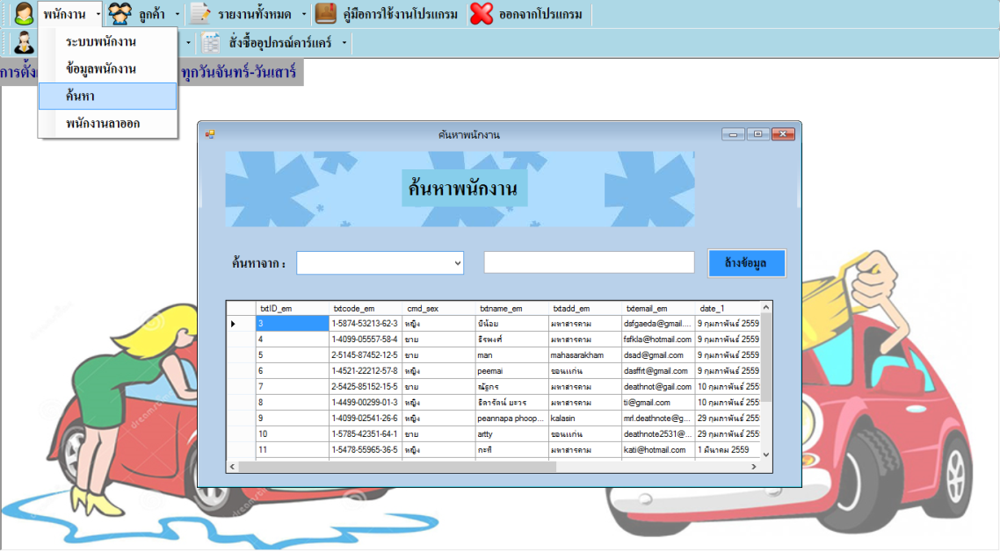 พนักงาน ลูกค้า รายงานทั้งหมด คู่มือการใช้งานโปรแกรม ออกจากโปรแกรม
ระบบพนักงาน สั่งซื้ออุปกรณ์คาร์แคร์
การตั้ง ข้อมูลพนักงาน ทุกวันจันทร์-วันเสาร์
ค้นหา
พนักงานลาออก
ค้นหาพนักงาน
ค้นหาพนักงาน
ค้นหาจาก : ล้างข้อมูล
txtID_em txtcode_em cmd_sex txtname_em txtadd_em txtemail_em date_1
3 1-5874-53213-62-3 หญิง บีน้อย มหาสารคาม dsfgaeda@gmail.... 9 กุมภาพันธ์ 2559
4 1-4099-05557-58-4 ชาย ธีรพงศ์ มหาสารคาม fsfkla@hotmail.com 9 กุมภาพันธ์ 2559
5 2-5145-87452-12-5 ชาย man mahasarakham dsad@gmail.com 9 กุมภาพันธ์ 2559
6 1-4521-22212-57-8 หญิง peemai ขอนแก่น dasffrt@gmail.com 9 กุมภาพันธ์ 2559
7 2-5425-85152-15-5 ชาย ณัฐกร มหาสารคาม deathnot@gail.com 10 กุมภาพันธ์ 255
8 1-4499-00299-01-3 หญิง ธิดารัตน์ มหาสารคาม ti@gmail.com 10 กุมภาพันธ์ 255
9 1-4099-02541-26-6 หญิง peannapa phoop... kalasin mrl.deathnote@g... 29 กุมภาพันธ์ 255
10 1-5785-42351-64-1 ชาย artty ขอนแก่น deathnote2531@... 29 กุมภาพันธ์ 255
11 1-5478-55965-36-5 หญิง กะทิ มหาสารคาม kati@hotmail.com 1 มีนาคม 2559